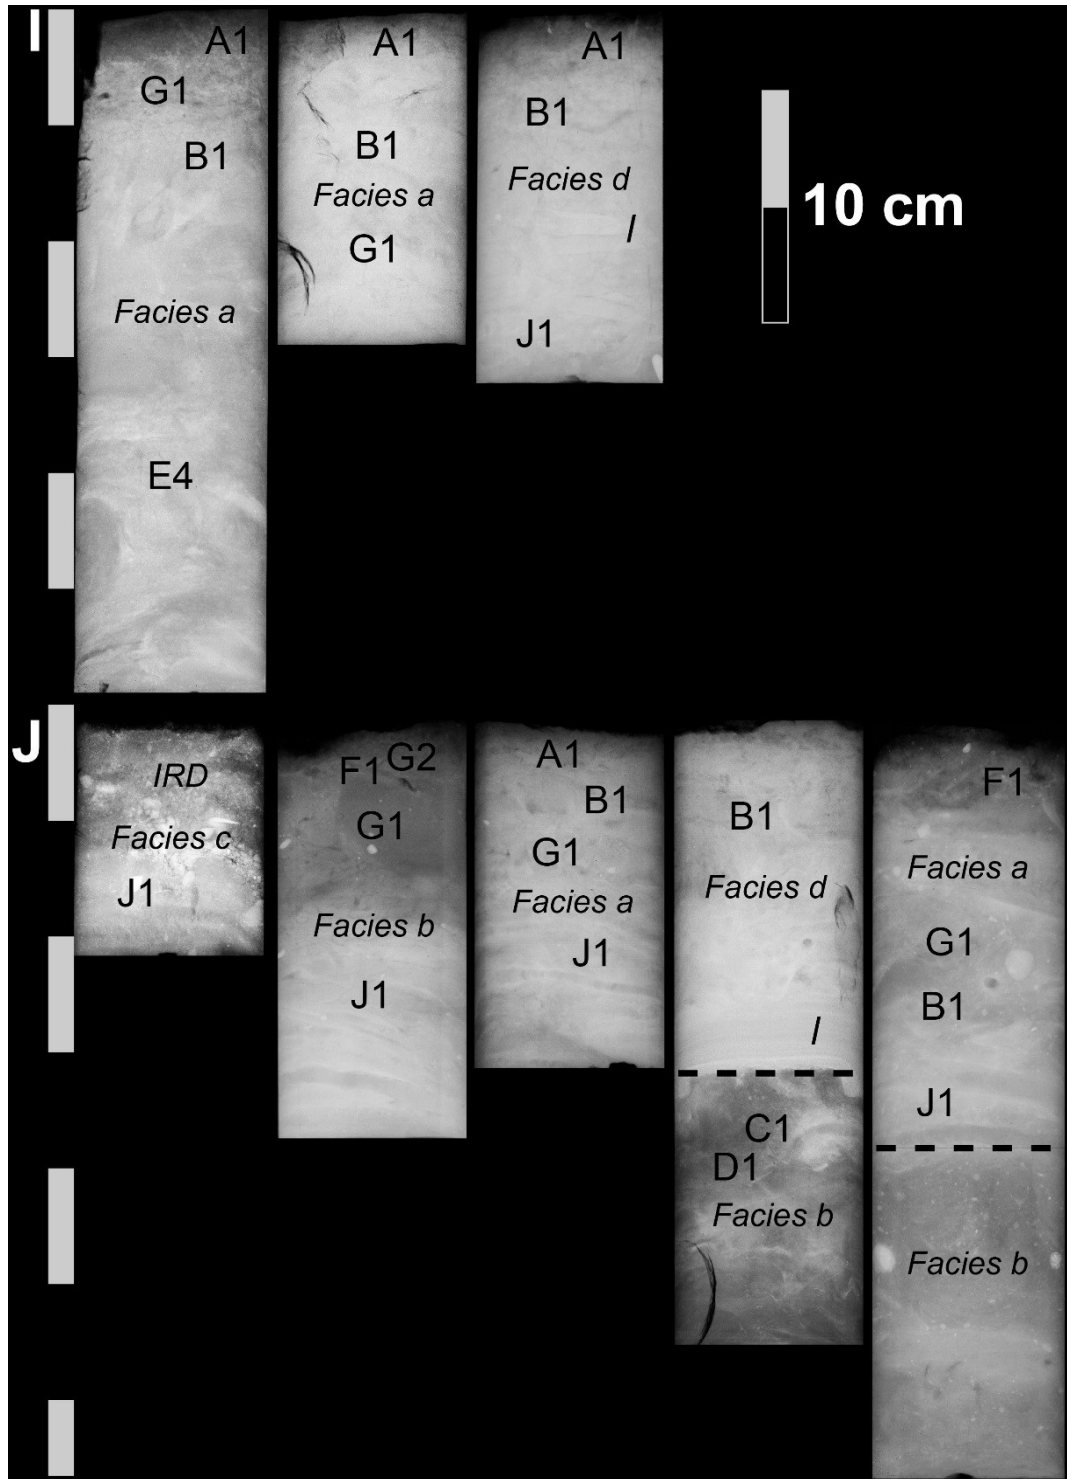 I
A1
G1
B1
Facies a
E4
A1
B1
Facies a
G1
A1
B1
Facies d
l
J1
10 cm
J
IRD
Facies c
J1
F1 G2
G1
Facies b
J1
A1
B1
G1
Facies a
J1
B1
Facies d
l
C1
D1
Facies b
F1
Facies a
G1
B1
J1
Facies b